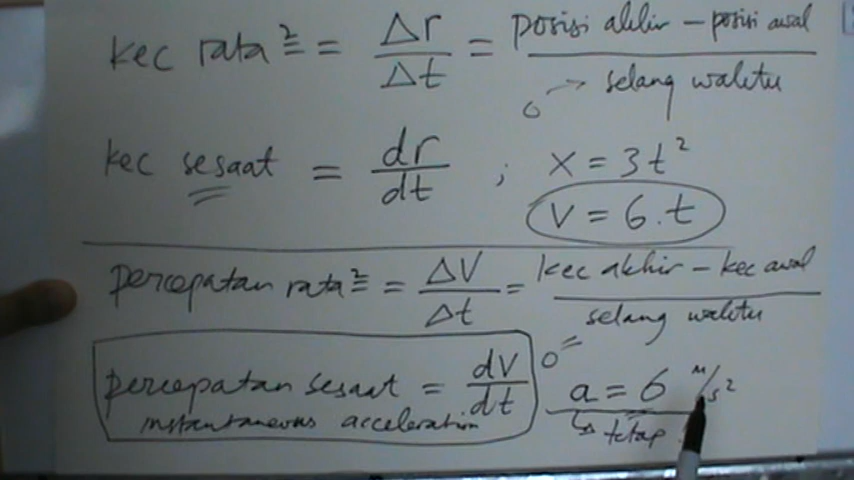 kec rata² = = Δr/Δt = posisi akhir - posisi awal / selang waktu
kec sesaat = dr/dt ; x = 3t²
v = 6.t
percepatan rata² = = ΔV/Δt = kec akhir - kec awal / selang waktu
percepatan sesaat = dV/dt
instantaneous acceleration
a = 6 m/s²
↳ tetap